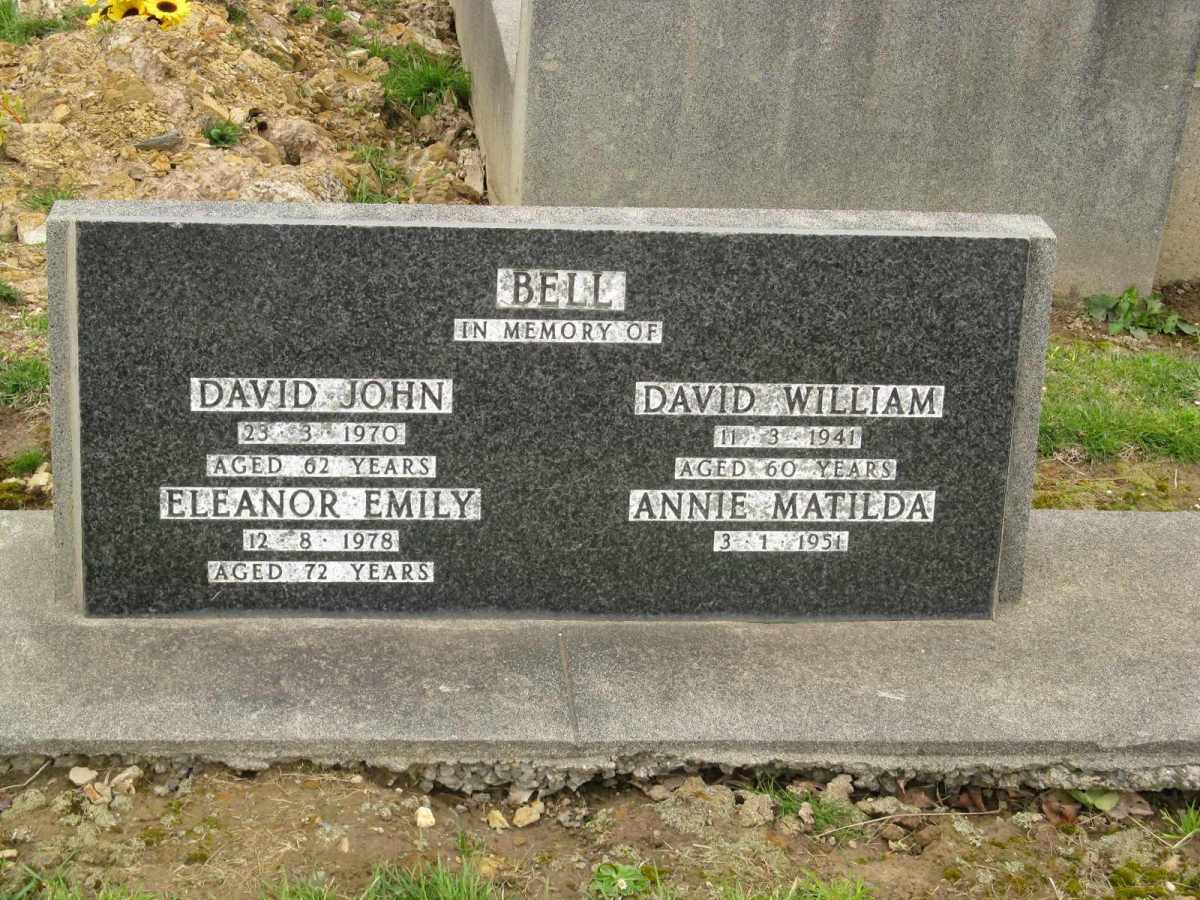 BELL
IN MEMORY OF
DAVID JOHN
23·3·1970
AGED 62 YEARS
ELEANOR EMILY
12·8·1978
AGED 72 YEARS
DAVID WILLIAM
11·3·1941
AGED 60 YEARS
ANNIE MATILDA
3·1·1951